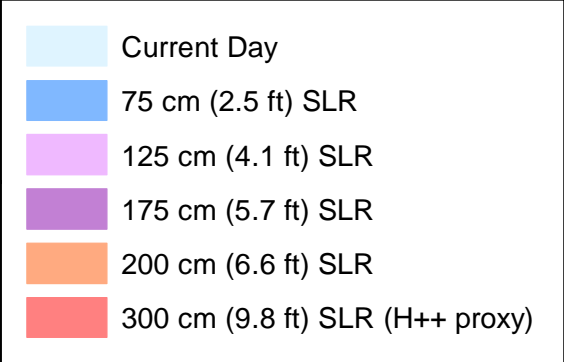 Current Day
75 cm (2.5 ft) SLR
125 cm (4.1 ft) SLR
175 cm (5.7 ft) SLR
200 cm (6.6 ft) SLR
300 cm (9.8 ft) SLR (H++ proxy)